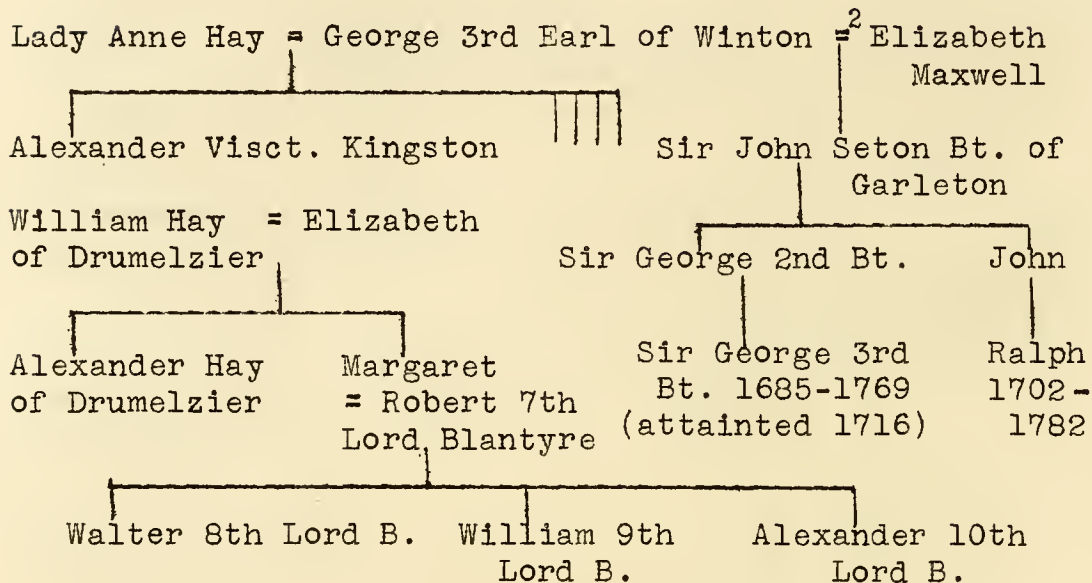 Lady Anne Hay = George 3rd Earl of Winton =² Elizabeth
Maxwell
Alexander Visct. Kingston
Sir John Seton Bt. of
Garleton
William Hay = Elizabeth
of Drumelzier
Sir George 2nd Bt.
John
Alexander Hay
of Drumelzier
Margaret
= Robert 7th
Lord Blantyre
Sir George 3rd
Bt. 1685-1769
(attainted 1716)
Ralph
1702-
1782
Walter 8th Lord B.
William 9th
Lord B.
Alexander 10th
Lord B.